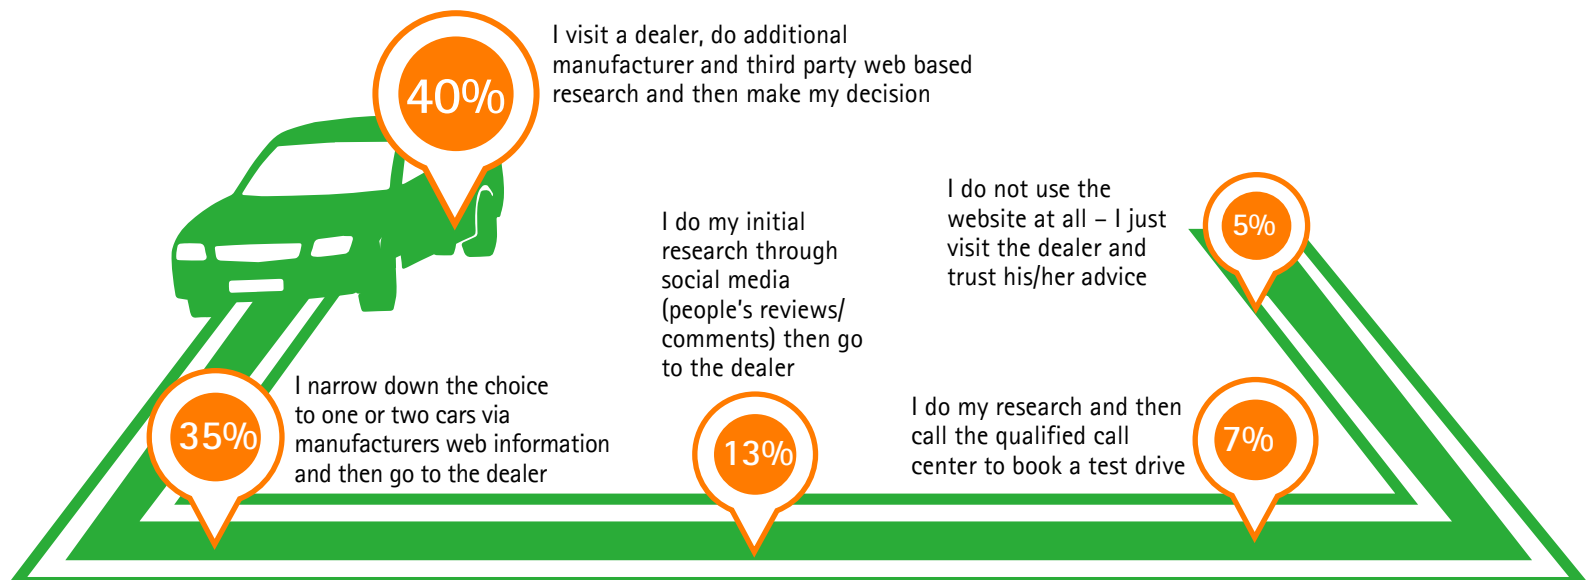 40%
I visit a dealer, do additional
manufacturer and third party web based
research and then make my decision
35%
I narrow down the choice
to one or two cars via
manufacturers web information
and then go to the dealer
13%
I do my initial
research through
social media
(people's reviews/
comments) then go
to the dealer
7%
I do my research and then
call the qualified call
center to book a test drive
5%
I do not use the
website at all – I just
visit the dealer and
trust his/her advice